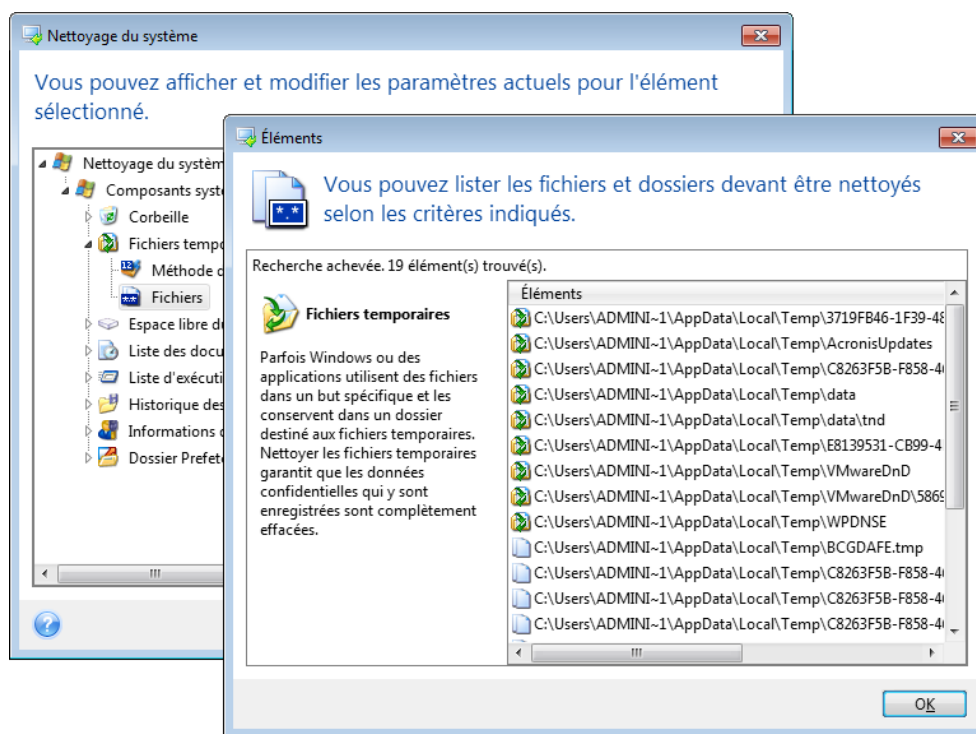 Nettoyage du système
Vous pouvez afficher et modifier les paramètres actuels pour l'élément
sélectionné.
Nettoyage du systèm
Composants systè
Corbeille
Fichiers tempo
Méthode d
Fichiers
Espace libre du
Liste des docu
Liste d'exécuti
Historique des
Informations d
Dossier Prefetc
Éléments
Vous pouvez lister les fichiers et dossiers devant être nettoyés
selon les critères indiqués.
Recherche achevée. 19 élément(s) trouvé(s).
Fichiers temporaires
Parfois Windows ou des
applications utilisent des fichiers
dans un but spécifique et les
conservent dans un dossier
destiné aux fichiers temporaires.
Nettoyer les fichiers temporaires
garantit que les données
confidentielles qui y sont
enregistrées sont complètement
effacées.
Éléments
C:\Users\ADMINI~1\AppData\Local\Temp\3719FB46-1F39-48
C:\Users\ADMINI~1\AppData\Local\Temp\AcronisUpdates
C:\Users\ADMINI~1\AppData\Local\Temp\C8263F5B-F858-4
C:\Users\ADMINI~1\AppData\Local\Temp\data
C:\Users\ADMINI~1\AppData\Local\Temp\data\tnd
C:\Users\ADMINI~1\AppData\Local\Temp\E8139531-CB99-4
C:\Users\ADMINI~1\AppData\Local\Temp\VMwareDnD
C:\Users\ADMINI~1\AppData\Local\Temp\VMwareDnD\5869
C:\Users\ADMINI~1\AppData\Local\Temp\WPDNSE
C:\Users\ADMINI~1\AppData\Local\Temp\BCGDAFE.tmp
C:\Users\ADMINI~1\AppData\Local\Temp\C8263F5B-F858-4
C:\Users\ADMINI~1\AppData\Local\Temp\C8263F5B-F858-4
C:\Users\ADMINI~1\AppData\Local\Temp\C8263F5B-F858-4
OK